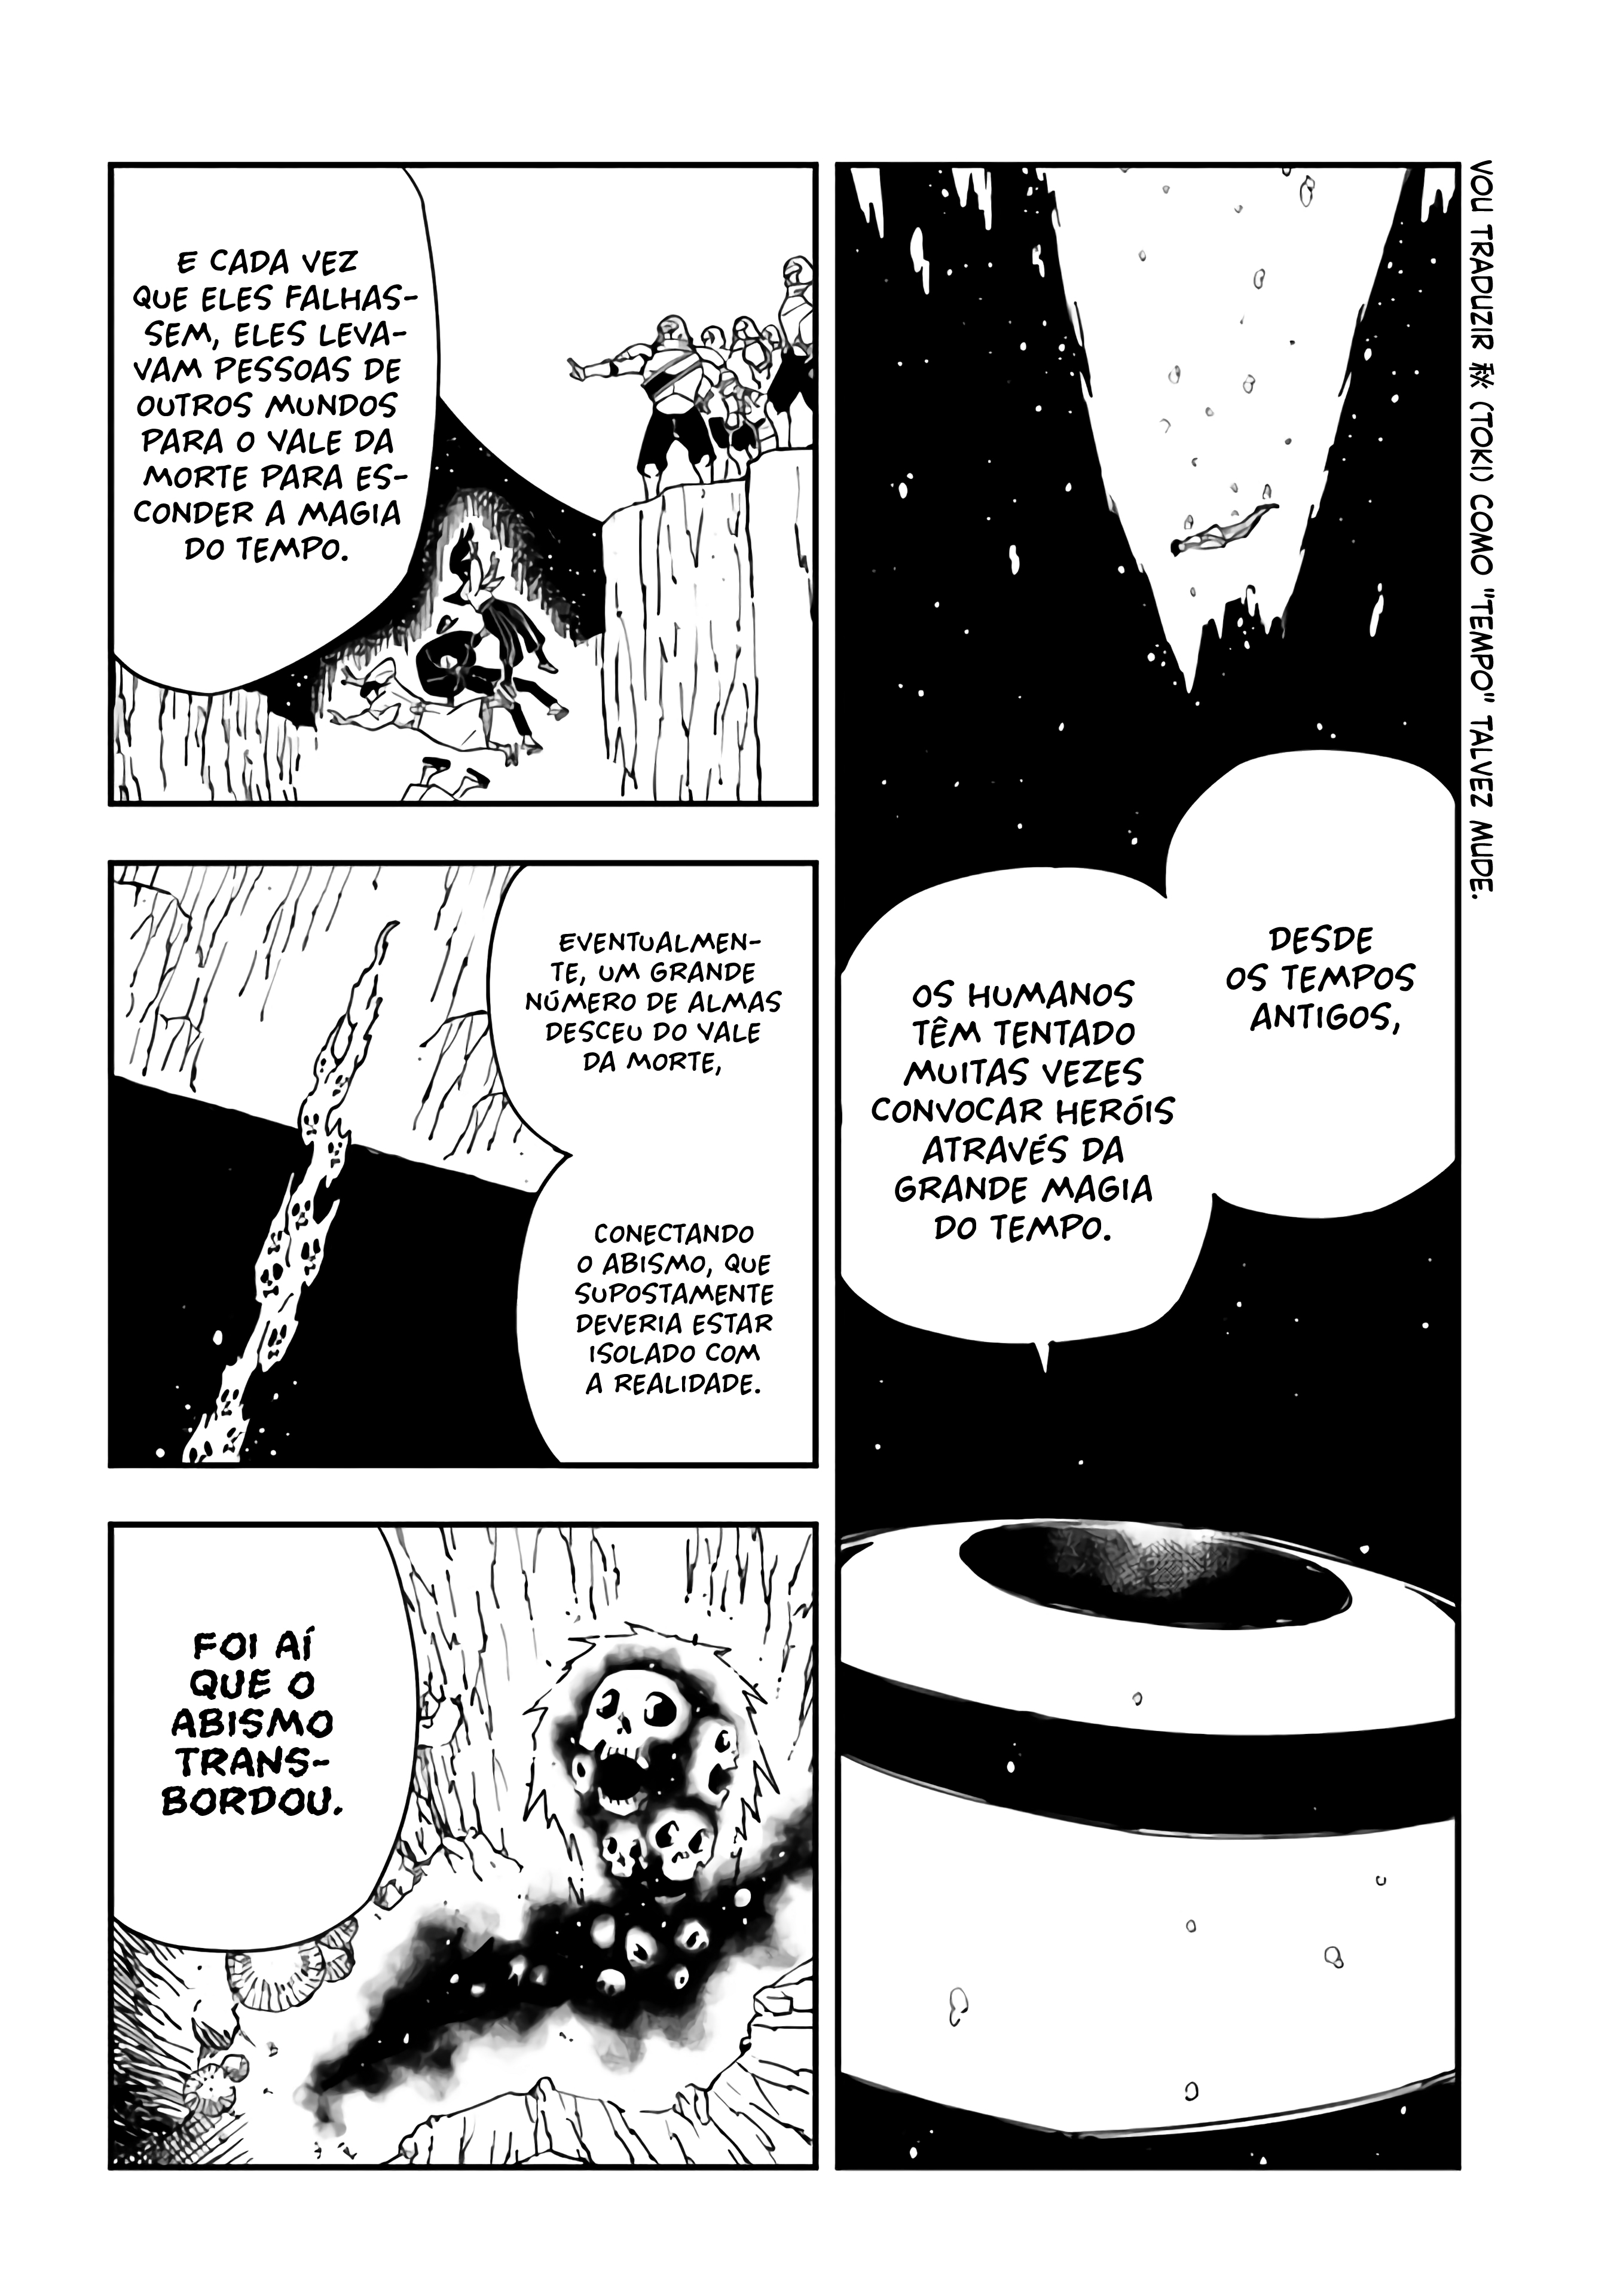 VOU TRADUZIR 秋 (TOKI) COMO "TEMPO" TALVEZ MUDE.
DESDE
OS TEMPOS
ANTIGOS,
OS HUMANOS
TÊM TENTADO
MUITAS VEZES
CONVOCAR HERÓIS
ATRAVÉS DA
GRANDE MAGIA
DO TEMPO.
E CADA VEZ
QUE ELES FALHAS-
SEM, ELES LEVA-
VAM PESSOAS DE
OUTROS MUNDOS
PARA O VALE DA
MORTE PARA ES-
CONDER A MAGIA
DO TEMPO.
EVENTUALMEN-
TE, UM GRANDE
NÚMERO DE ALMAS
DESCEU DO VALE
DA MORTE,
CONECTANDO
O ABISMO, QUE
SUPOSTAMENTE
DEVERIA ESTAR
ISOLADO COM
A REALIDADE.
FOI AÍ
QUE O
ABISMO
TRANS-
BORDOU.